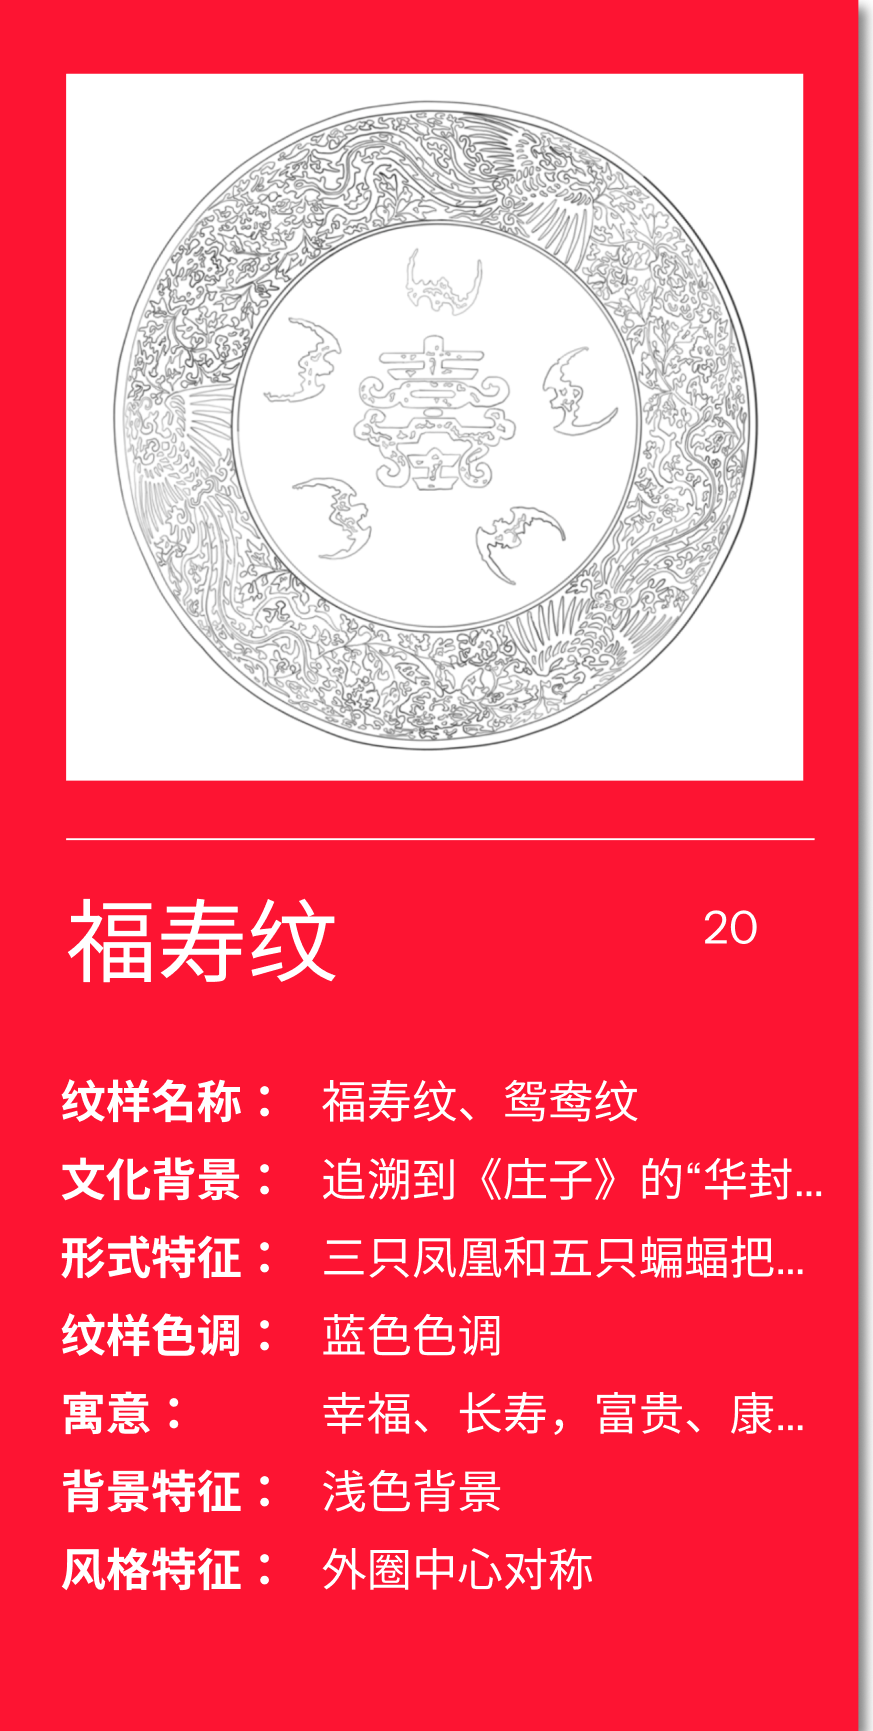 福寿纹
20
纹样名称： 福寿纹、鸳鸯纹
文化背景： 追溯到《庄子》的“华封...
形式特征： 三只凤凰和五只蝙蝠把...
纹样色调： 蓝色色调
寓意： 幸福、长寿，富贵、康...
背景特征： 浅色背景
风格特征： 外圈中心对称